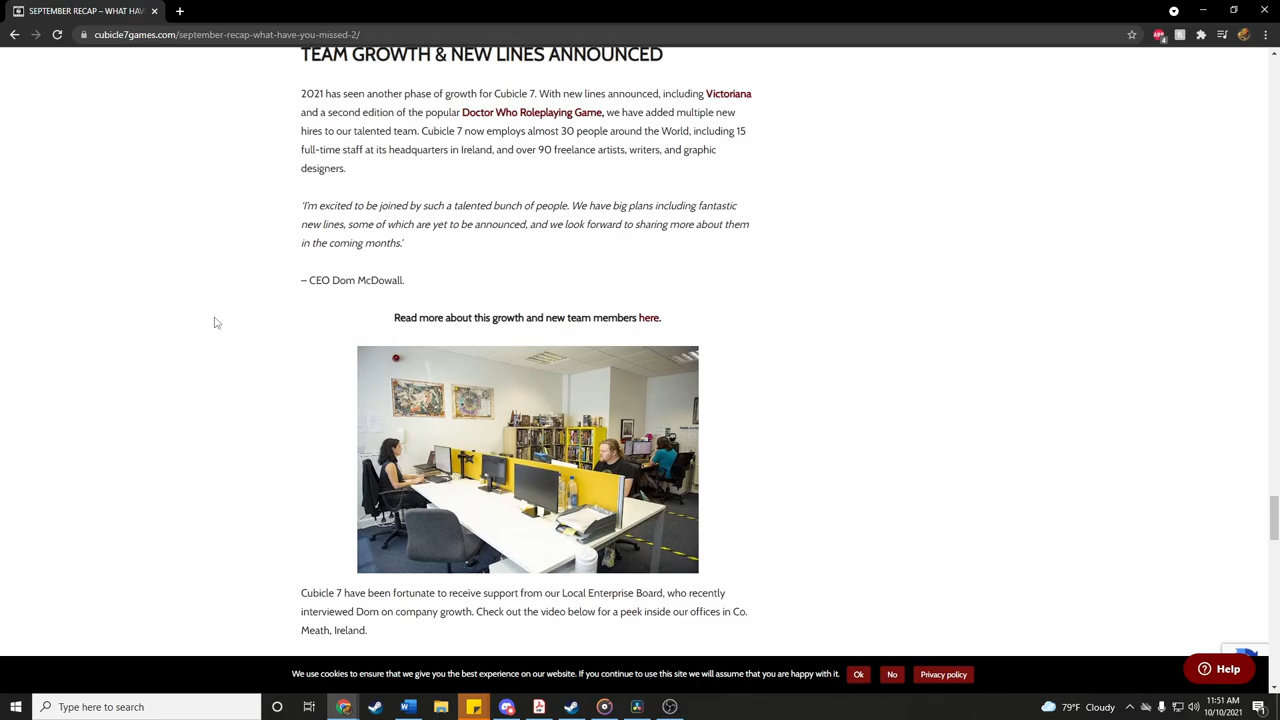 SEPTEMBER RECAP – WHAT HAV
cubicle7games.com/september-recap-what-have-you-missed-2/
TEAM GROWTH & NEW LINES ANNOUNCED
2021 has seen another phase of growth for Cubicle 7. With new lines announced, including Victoriana
and a second edition of the popular Doctor Who Roleplaying Game, we have added multiple new
hires to our talented team. Cubicle 7 now employs almost 30 people around the World, including 15
full-time staff at its headquarters in Ireland, and over 90 freelance artists, writers, and graphic
designers.
'I'm excited to be joined by such a talented bunch of people. We have big plans including fantastic
new lines, some of which are yet to be announced, and we look forward to sharing more about them
in the coming months.'
– CEO Dom McDowall.
Read more about this growth and new team members here.
Cubicle 7 have been fortunate to receive support from our Local Enterprise Board, who recently
interviewed Dom on company growth. Check out the video below for a peek inside our offices in Co.
Meath, Ireland.
We use cookies to ensure that we give you the best experience on our website. If you continue to use this site we will assume that you are happy with it. Ok No Privacy policy
Help
Type here to search
79°F Cloudy
11:51 AM
10/10/2021